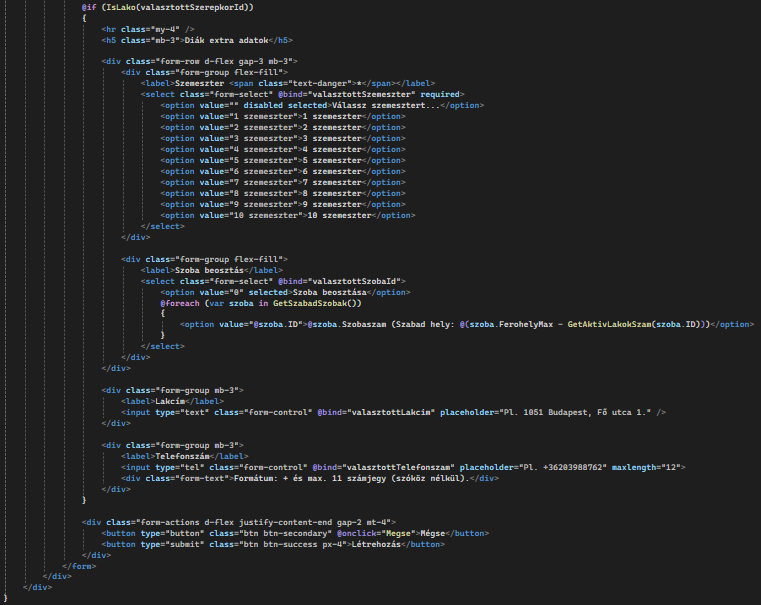 @if (IsLako(valasztottSzerepkorId))
{
<hr class="my-4" />
<h5 class="mb-3">Diák extra adatok</h5>
<div class="form-row d-flex gap-3 mb-3">
<div class="form-group flex-fill">
<label>Szemeszter <span class="text-danger">*</span></label>
<select class="form-select" @bind="valasztottSzemeszter" required>
<option value="" disabled selected>Válassz szemesztert...</option>
<option value="1 szemeszter">1 szemeszter</option>
<option value="2 szemeszter">2 szemeszter</option>
<option value="3 szemeszter">3 szemeszter</option>
<option value="4 szemeszter">4 szemeszter</option>
<option value="5 szemeszter">5 szemeszter</option>
<option value="6 szemeszter">6 szemeszter</option>
<option value="7 szemeszter">7 szemeszter</option>
<option value="8 szemeszter">8 szemeszter</option>
<option value="9 szemeszter">9 szemeszter</option>
<option value="10 szemeszter">10 szemeszter</option>
</select>
</div>
<div class="form-group flex-fill">
<label>Szoba beosztás</label>
<select class="form-select" @bind="valasztottSzobaId">
<option value="0" selected>Szoba beosztása</option>
@foreach (var szoba in GetSzabadSzobak())
{
<option value="@szoba.ID">@szoba.Szobaszam (Szabad hely: @(szoba.FerohelyMax - GetAktivLakokSzam(szoba.ID)))</option>
}
</select>
</div>
</div>
<div class="form-group mb-3">
<label>Lakcím</label>
<input type="text" class="form-control" @bind="valasztottLakcim" placeholder="Pl. 1051 Budapest, Fő utca 1." />
</div>
<div class="form-group mb-3">
<label>Telefonszám</label>
<input type="tel" class="form-control" @bind="valasztottTelefonszam" placeholder="Pl. +36203988762" maxlength="12">
<div class="form-text">Formátum: + és max. 11 számjegy (szóköz nélkül).</div>
</div>
}
<div class="form-actions d-flex justify-content-end gap-2 mt-4">
<button type="button" class="btn btn-secondary" @onclick="Megse">Mégse</button>
<button type="submit" class="btn btn-success px-4">Létrehozás</button>
</div>
</form>
</div>
</div>
}